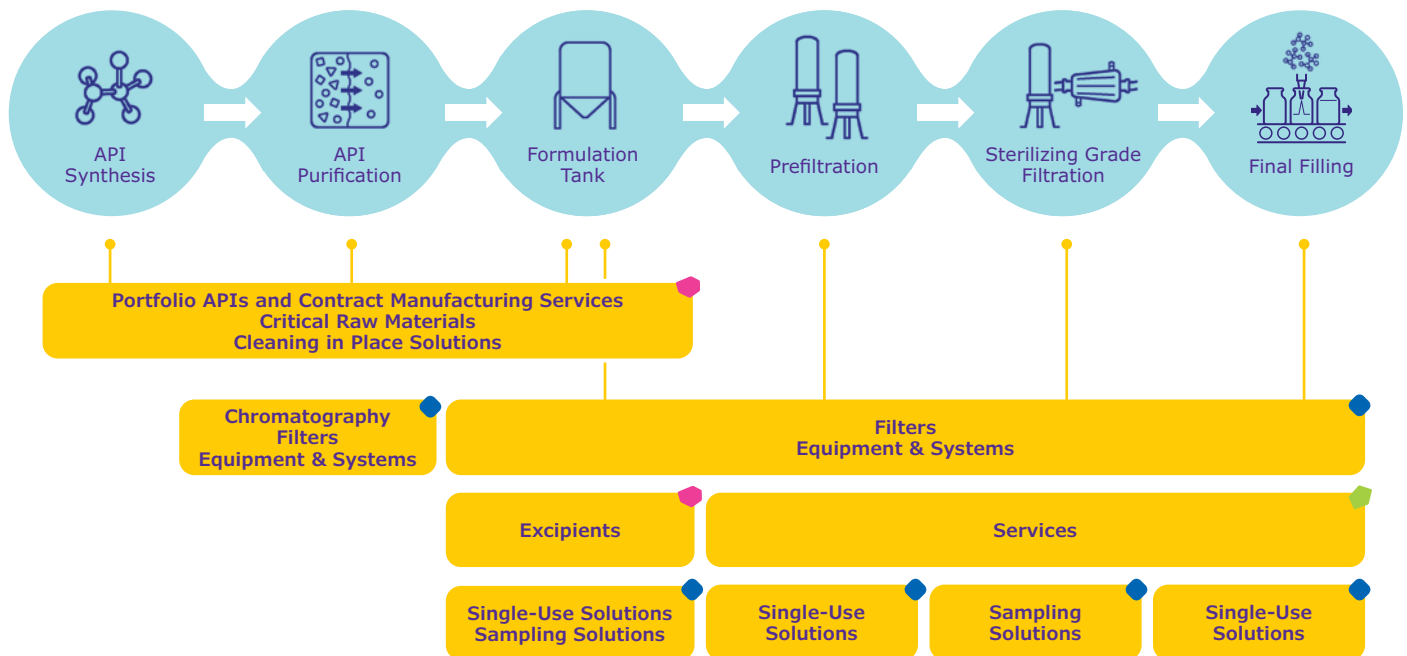 API
Synthesis
API
Purification
Formulation
Tank
Prefiltration
Sterilizing Grade
Filtration
Final Filling
Portfolio APIs and Contract Manufacturing Services
Critical Raw Materials
Cleaning in Place Solutions
Chromatography
Filters
Equipment & Systems
Filters
Equipment & Systems
Excipients
Services
Single-Use Solutions
Sampling Solutions
Single-Use
Solutions
Sampling
Solutions
Single-Use
Solutions